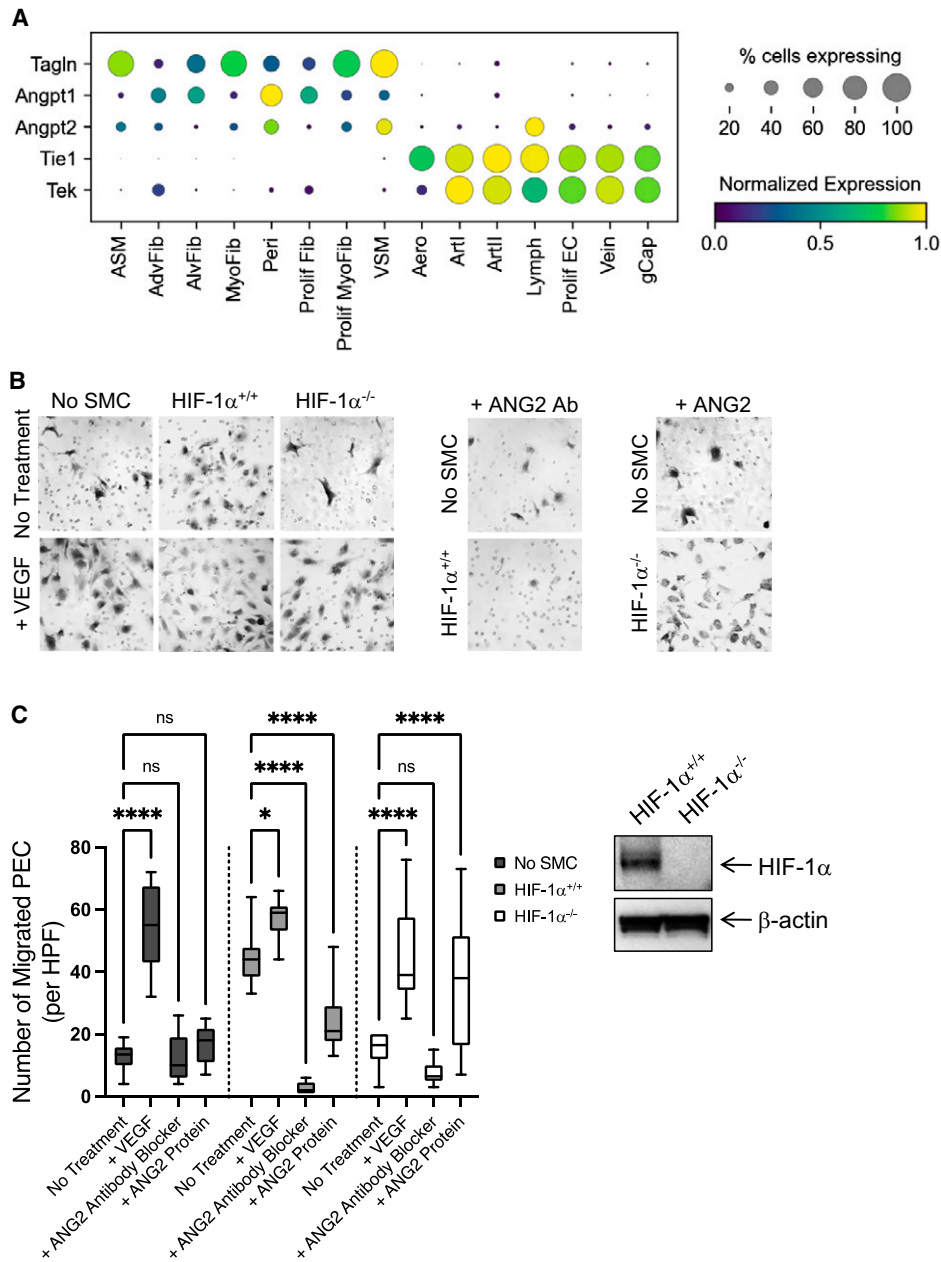 A
Tagln
Angpt1
Angpt2
Tie1
Tek
ASM
AdvFib
AlvFib
MyoFib
Peri
Prolif Fib
Prolif MyoFib
VSM
Aero
ArtI
ArtII
Lymph
Prolif EC
Vein
gCap
% cells expressing
20 40 60 80 100
Normalized Expression
0.0 0.5 1.0
B
No SMC HIF-1α+/+ HIF-1α-/-
No Treatment
+ VEGF
+ ANG2 Ab
No SMC
HIF-1α+/+
+ ANG2
No SMC
HIF-1α-/-
C
ns
ns
****
****
****
*
****
ns
****
Number of Migrated PEC
(per HPF)
80
60
40
20
0
No Treatment
+ VEGF
+ ANG2 Antibody Blocker
+ ANG2 Protein
No Treatment
+ VEGF
+ ANG2 Antibody Blocker
+ ANG2 Protein
No Treatment
+ VEGF
+ ANG2 Antibody Blocker
+ ANG2 Protein
No SMC
HIF-1α+/+
HIF-1α-/-
HIF-1α+/+
HIF-1α-/-
HIF-1α
β-actin